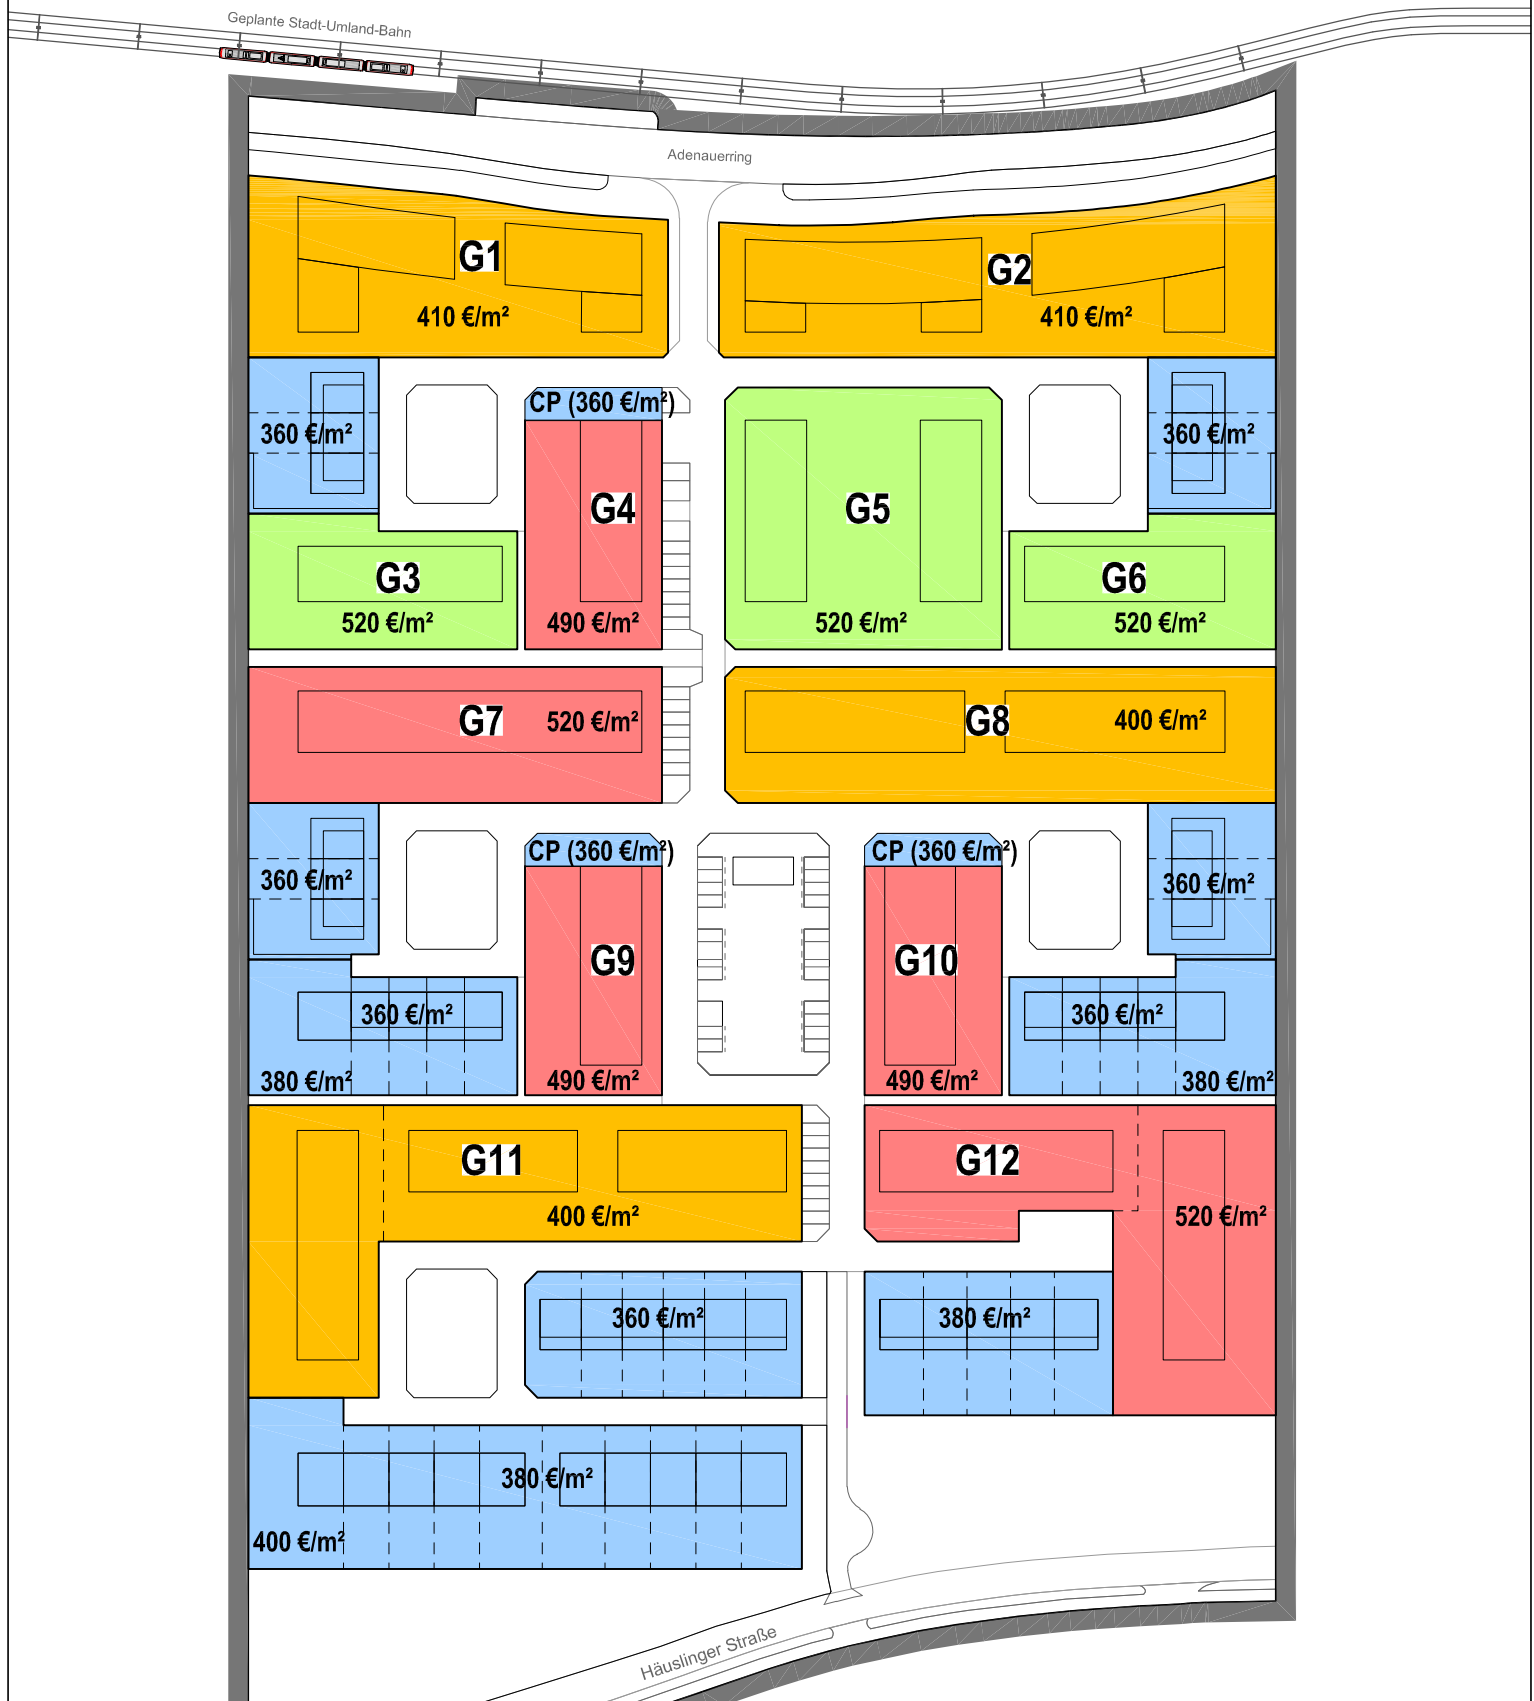 Geplante Stadt-Umland-Bahn
Adenauerring
G1
410 €/m²
G2
410 €/m²
360 €/m²
CP (360 €/m²)
360 €/m²
G4
490 €/m²
G5
520 €/m²
G3
520 €/m²
G6
520 €/m²
G7
520 €/m²
G8
400 €/m²
360 €/m²
CP (360 €/m²)
CP (360 €/m²)
360 €/m²
G9
490 €/m²
G10
490 €/m²
360 €/m²
380 €/m²
360 €/m²
380 €/m²
G11
400 €/m²
G12
520 €/m²
360 €/m²
380 €/m²
380 €/m²
400 €/m²
Häuslinger Straße